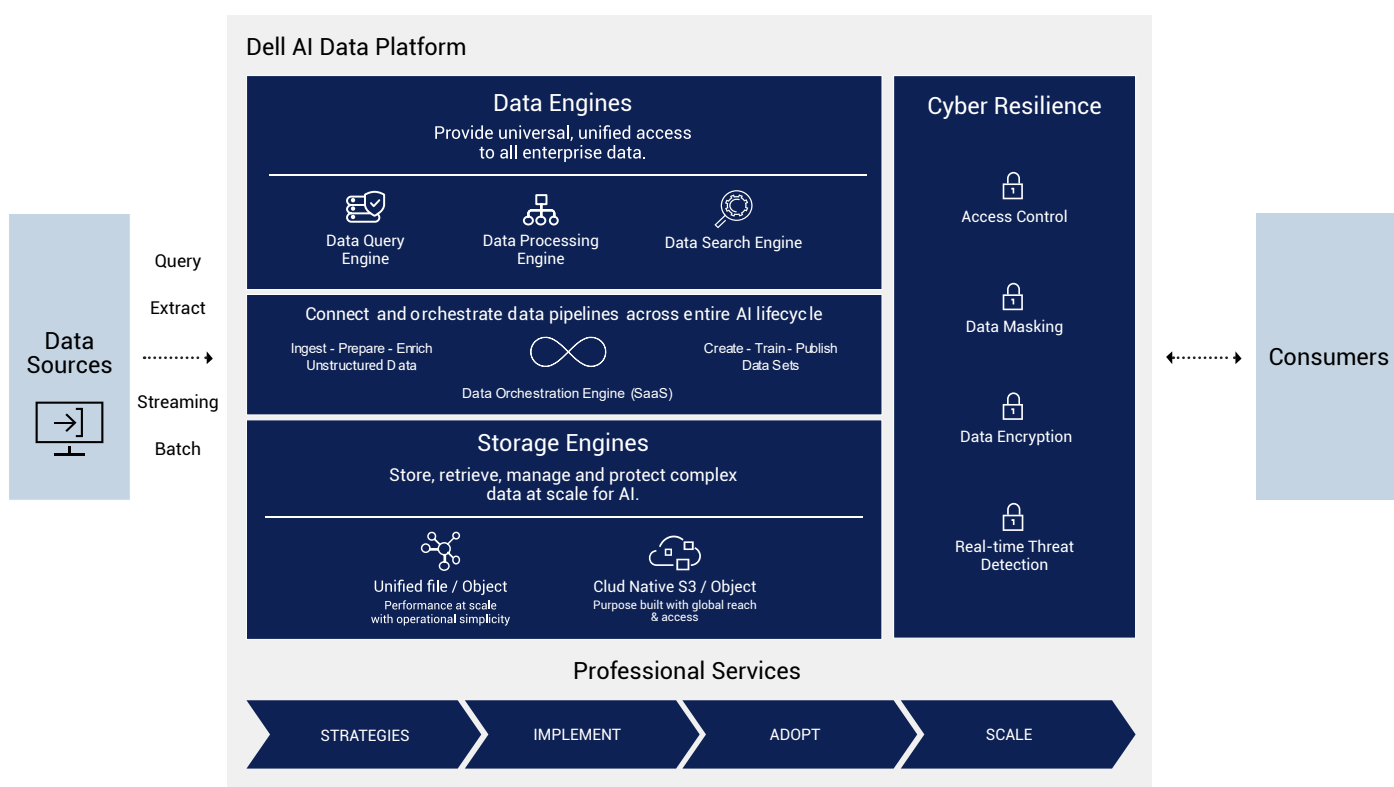 Dell AI Data Platform
Data Engines
Provide universal, unified access
to all enterprise data.
Data Query
Engine
Data Processing
Engine
Data Search Engine
Connect and orchestrate data pipelines across entire AI lifecycle
Ingest - Prepare - Enrich
Unstructured Data
Create - Train - Publish
Data Sets
Data Orchestration Engine (SaaS)
Storage Engines
Store, retrieve, manage and protect complex
data at scale for AI.
Unified file / Object
Performance at scale
with operational simplicity
Clud Native S3 / Object
Purpose built with global reach
& access
Cyber Resilience
1
Access Control
1
Data Masking
1
Data Encryption
1
Real-time Threat
Detection
Data
Sources
Query
Extract
Streaming
Batch
Consumers
Professional Services
STRATEGIES
IMPLEMENT
ADOPT
SCALE